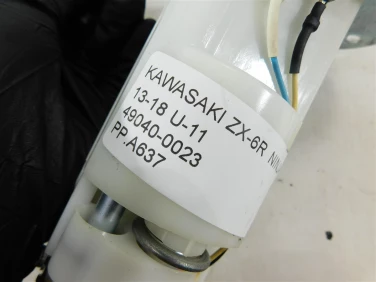 KAWASAKI ZX-6R
13-18 U-11
49040-0023
PP.A637